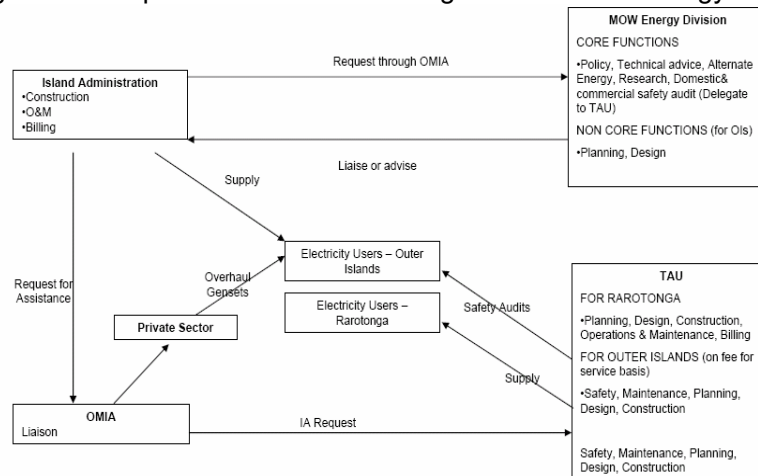 MOW Energy Division
CORE FUNCTIONS
•Policy, Technical advice, Alternate
Energy, Research, Domestic&
commercial safety audit (Delegate
to TAU)
NON CORE FUNCTIONS (for OIs)
•Planning, Design
Request through OMIA
Island Administration
•Construction
•O&M
•Billing
Liaise or advise
Supply
Electricity Users – Outer
Islands
Overhaul
Gensets
Electricity Users –
Rarotonga
Request for
Assistance
Private Sector
Safety Audits
Supply
TAU
FOR RAROTONGA
•Planning, Design, Construction,
Operations & Maintenance, Billing
FOR OUTER ISLANDS (on fee for
service basis)
•Safety, Maintenance, Planning,
Design, Construction
Safety, Maintenance, Planning,
Design, Construction
OMIA
Liaison
IA Request